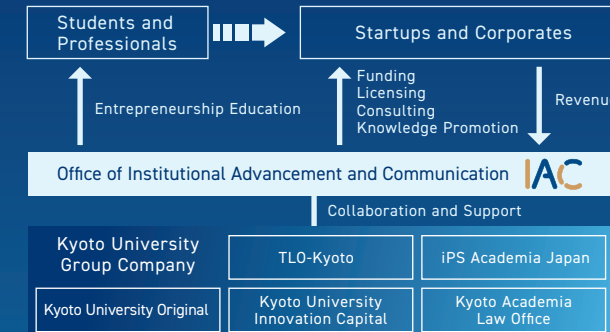 Students and
Professionals
Startups and Corporates
Entrepreneurship Education
Funding
Licensing
Consulting
Knowledge Promotion
Revenue
Office of Institutional Advancement and Communication IAC
Collaboration and Support
Kyoto University
Group Company
TLO-Kyoto
iPS Academia Japan
Kyoto University Original
Kyoto University
Innovation Capital
Kyoto Academia
Law Office